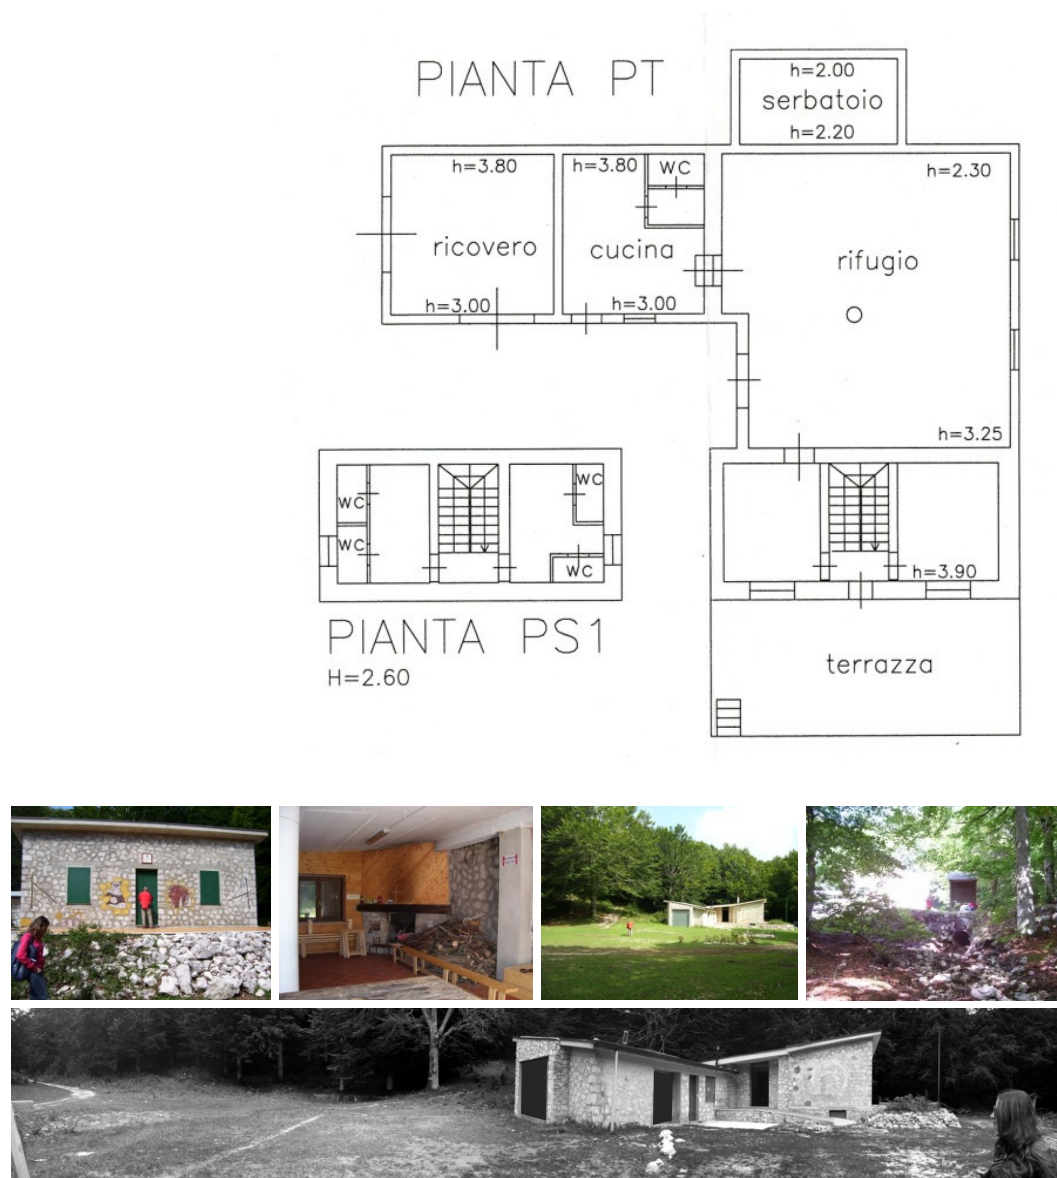 PIANTA PT
h=2.00
serbatoio
h=2.20
h=3.80
h=3.80
WC
h=2.30
ricovero
cucina
rifugio
h=3.00
h=3.00
h=3.25
WC
WC
WC
WC
h=3.90
PIANTA PS1
H=2.60
terrazza